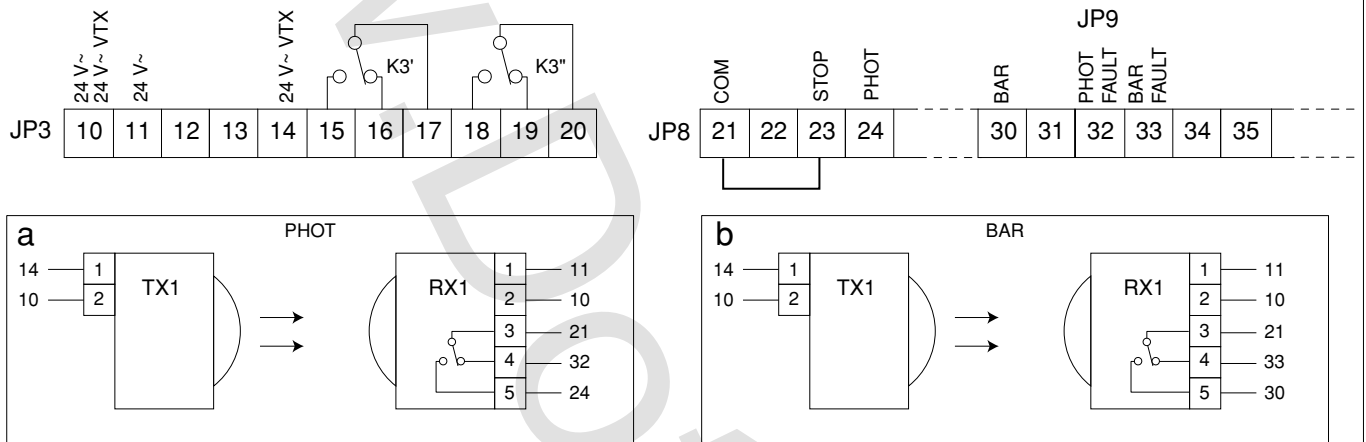 JP9
24 V~
24 V~ VTX
24 V~
24 V~ VTX
K3'
K3"
COM
STOP
PHOT
BAR
PHOT
FAULT
BAR
FAULT
JP3 10 11 12 13 14 15 16 17 18 19 20
JP8 21 22 23 24 30 31 32 33 34 35
a PHOT
14 1
10 2
TX1
RX1
1 11
2 10
3 21
4 32
5 24
b BAR
14 1
10 2
TX1
RX1
1 11
2 10
3 21
4 33
5 30